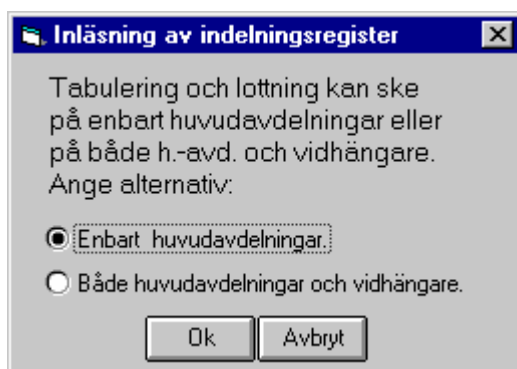 Inläsning av indelningsregister
Tabulering och lottning kan ske
på enbart huvudavdelningar eller
på både h.-avd. och vidhängare.
Ange alternativ:
Enbart huvudavdelningar.
Både huvudavdelningar och vidhängare.
Ok Avbryt